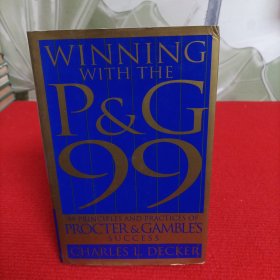 WINNING
WITH THE
P&G
99
99 PRINCIPLES AND PRACTICES OF
PROCTER & GAMBLE'S
SUCCESS
CHARLES L. DECKER